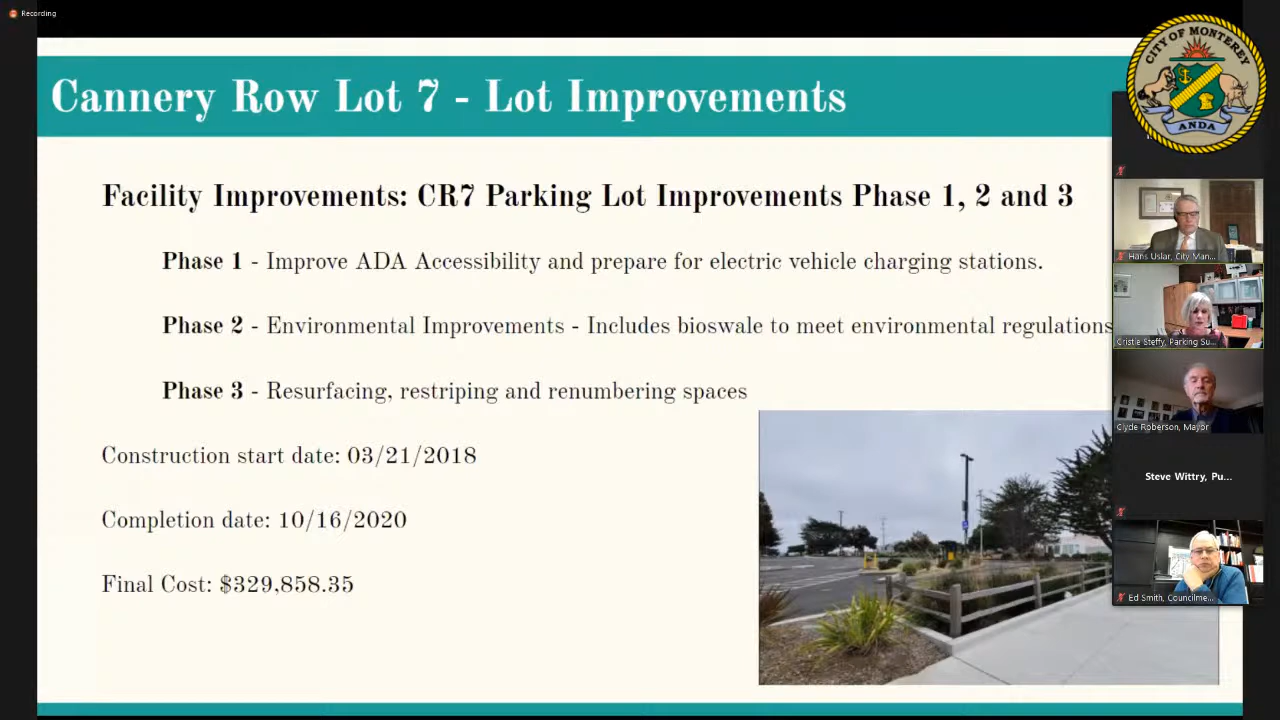 Recording
Cannery Row Lot 7 - Lot Improvements
CITY OF MONTEREY
ANDA
Facility Improvements: CR7 Parking Lot Improvements Phase 1, 2 and 3
Phase 1 - Improve ADA Accessibility and prepare for electric vehicle charging stations.
Phase 2 - Environmental Improvements - Includes bioswale to meet environmental regulations
Phase 3 - Resurfacing, restriping and renumbering spaces
Construction start date: 03/21/2018
Completion date: 10/16/2020
Final Cost: $329,858.35
Hans Uslar, City Man...
Cristie Steffy, Parking Su...
Clyde Roberson, Mayor
Steve Wittry, Pu...
Ed Smith, Councilme...